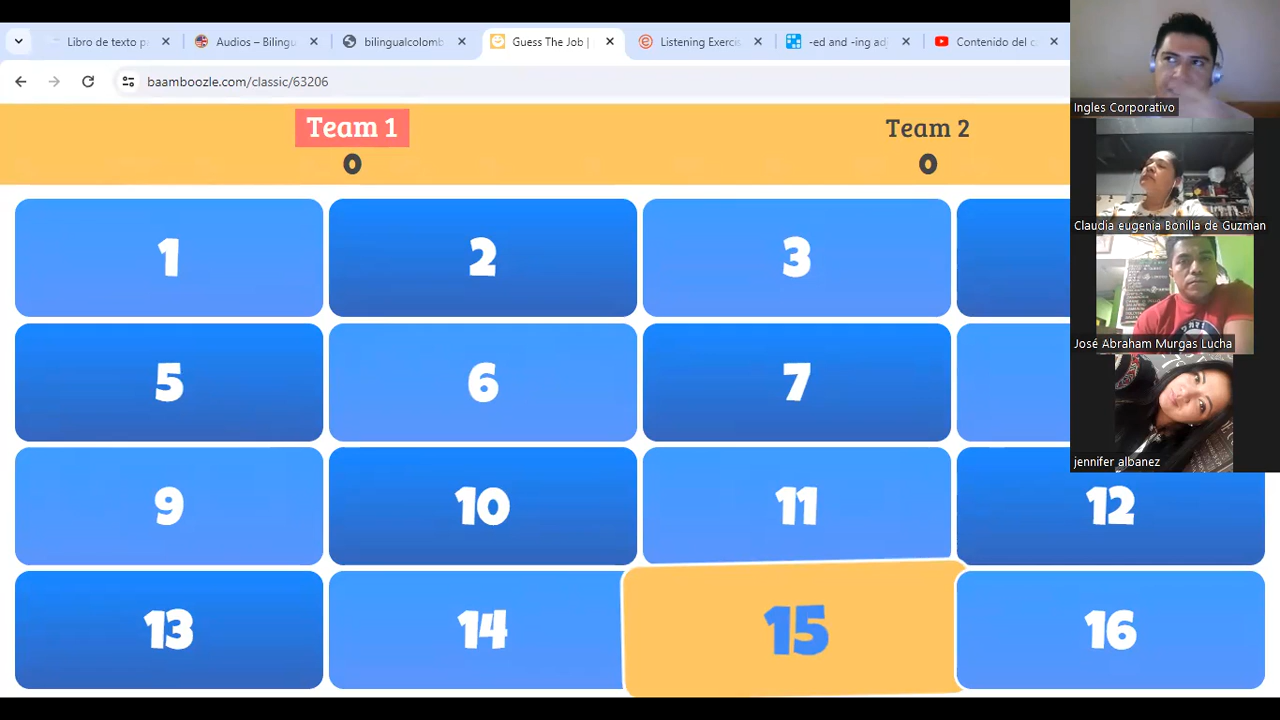 Libro de texto p
Audios – Bilingu
bilingualcolomb
Guess The Job |
Listening Exercis
-ed and -ing adj
Contenido del c
baamboozle.com/classic/63206
Team 1
0
Team 2
0
1
2
3
5
6
7
9
10
11
12
13
14
15
16
Ingles Corporativo
Claudia eugenia Bonilla de Guzman
José Abraham Murgas Lucha
jennifer albanez